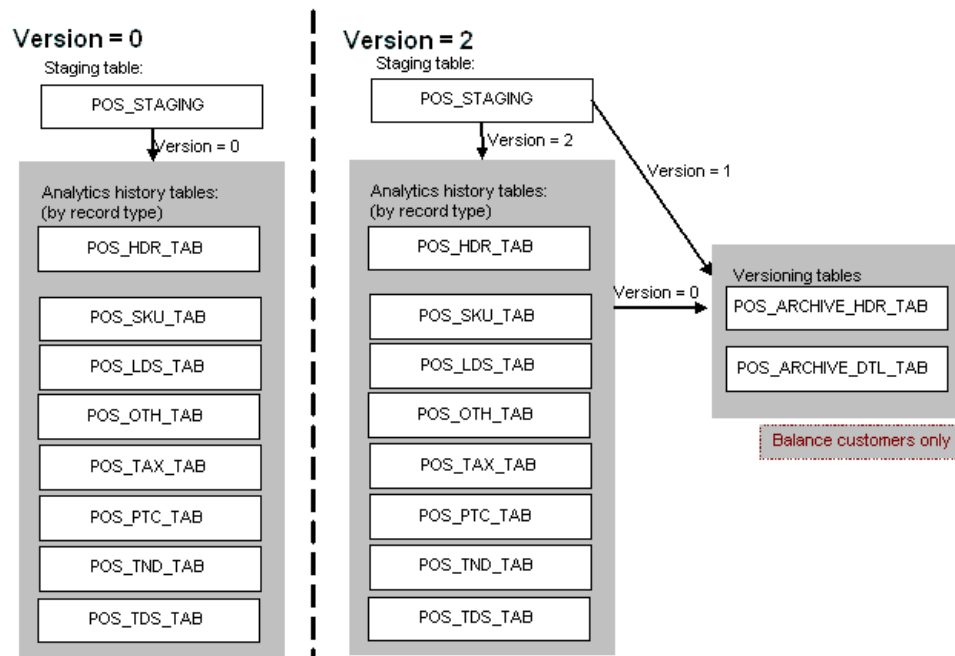 Version = 0
Staging table:
POS_STAGING
Version = 0
Analytics history tables:
(by record type)
POS_HDR_TAB
POS_SKU_TAB
POS_LDS_TAB
POS_OTH_TAB
POS_TAX_TAB
POS_PTC_TAB
POS_TND_TAB
POS_TDS_TAB
Version = 2
Staging table:
POS_STAGING
Version = 2
Version = 1
Analytics history tables:
(by record type)
POS_HDR_TAB
POS_SKU_TAB
POS_LDS_TAB
POS_OTH_TAB
POS_TAX_TAB
POS_PTC_TAB
POS_TND_TAB
POS_TDS_TAB
Version = 0
Versioning tables
POS_ARCHIVE_HDR_TAB
POS_ARCHIVE_DTL_TAB
Balance customers only